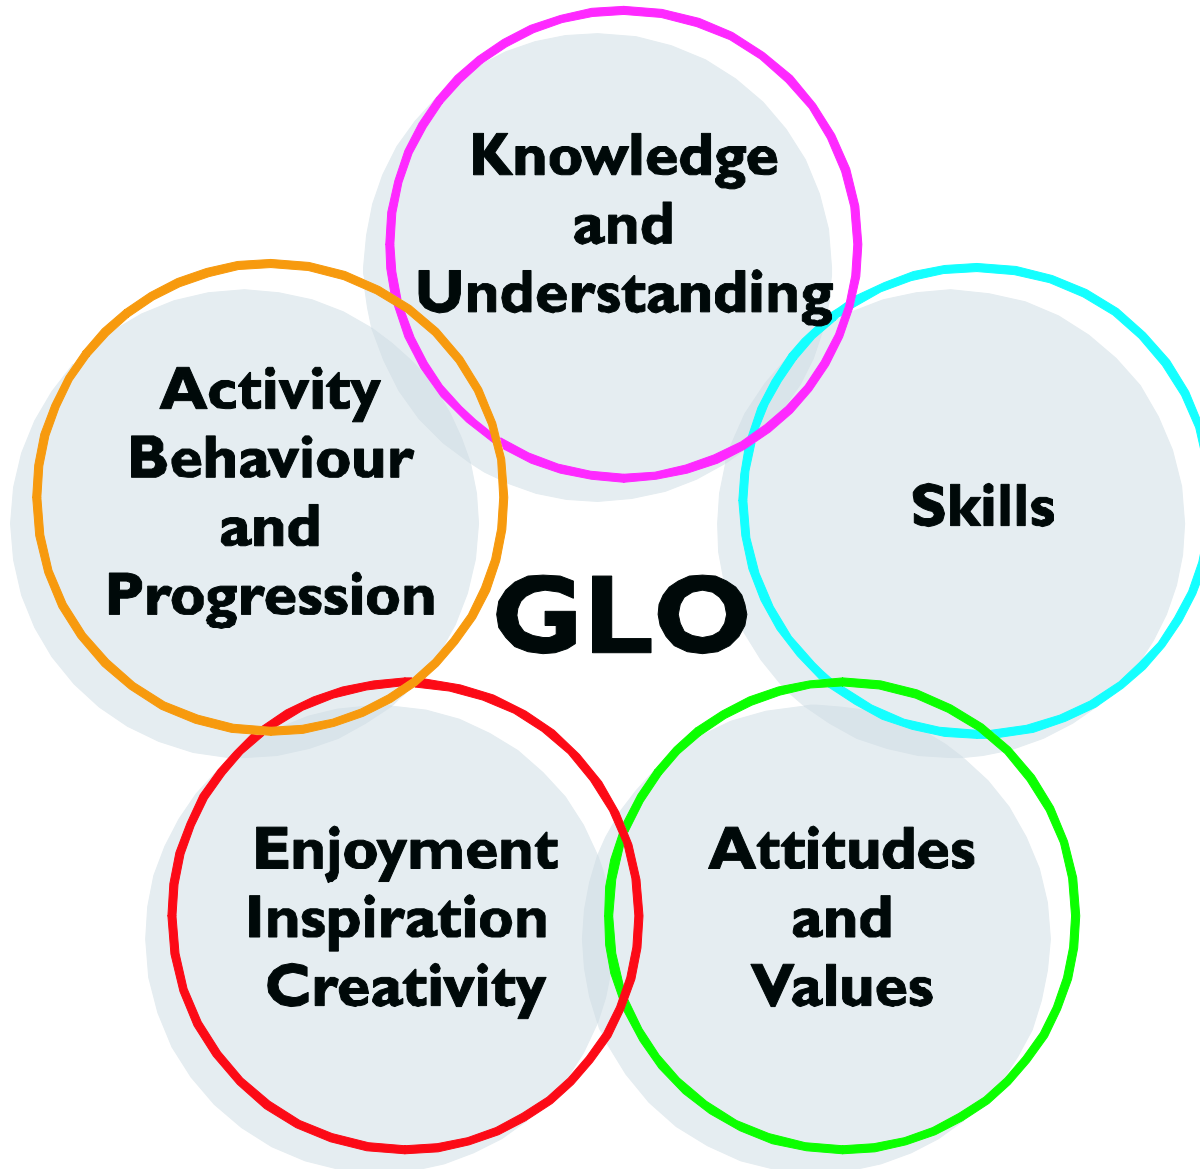 Knowledge
and
Understanding
Activity
Behaviour
and
Progression
Skills
GLO
Enjoyment
Inspiration
Creativity
Attitudes
and
Values